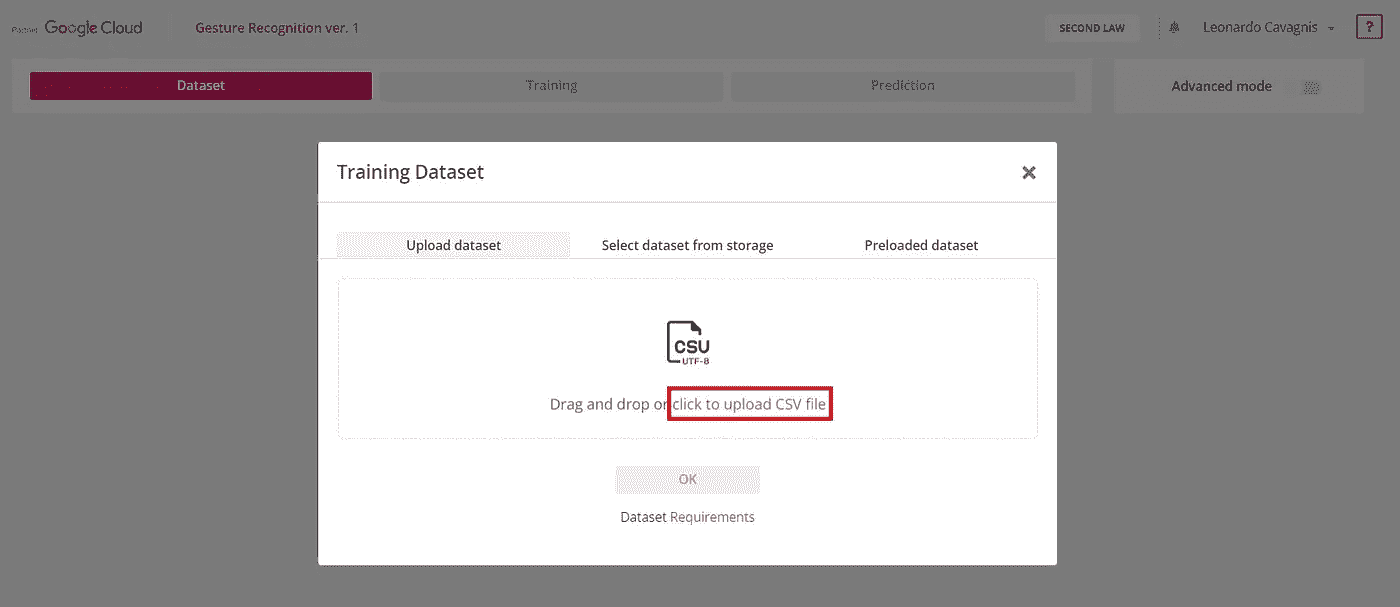 Google Cloud
Gesture Recognition ver. 1
SECOND LAW
Leonardo Cavagnis
?
Dataset
Training
Prediction
Advanced mode
Training Dataset
Upload dataset
Select dataset from storage
Preloaded dataset
CSV
UTF-8
Drag and drop or click to upload CSV file
OK
Dataset Requirements